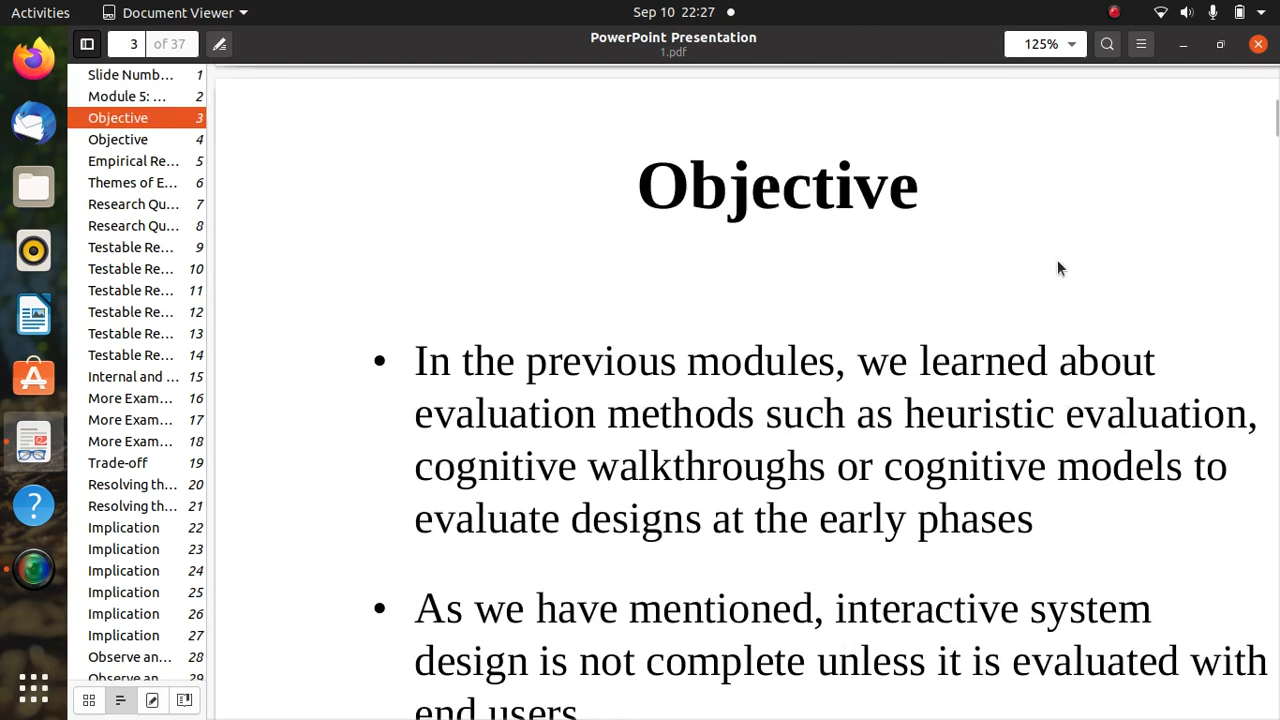 Activities
Document Viewer
Sep 10 22:27
3
of 37
PowerPoint Presentation
1.pdf
125%
Slide Numb... 1
Module 5: ... 2
Objective 3
Objective 4
Empirical Re... 5
Themes of E... 6
Research Qu... 7
Research Qu... 8
Testable Re... 9
Testable Re... 10
Testable Re... 11
Testable Re... 12
Testable Re... 13
Testable Re... 14
Internal and ... 15
More Exam... 16
More Exam... 17
More Exam... 18
Trade-off 19
Resolving th... 20
Resolving th... 21
Implication 22
Implication 23
Implication 24
Implication 25
Implication 26
Implication 27
Observe an... 28
Observe an... 29
Objective
• In the previous modules, we learned about
evaluation methods such as heuristic evaluation,
cognitive walkthroughs or cognitive models to
evaluate designs at the early phases
• As we have mentioned, interactive system
design is not complete unless it is evaluated with
end users